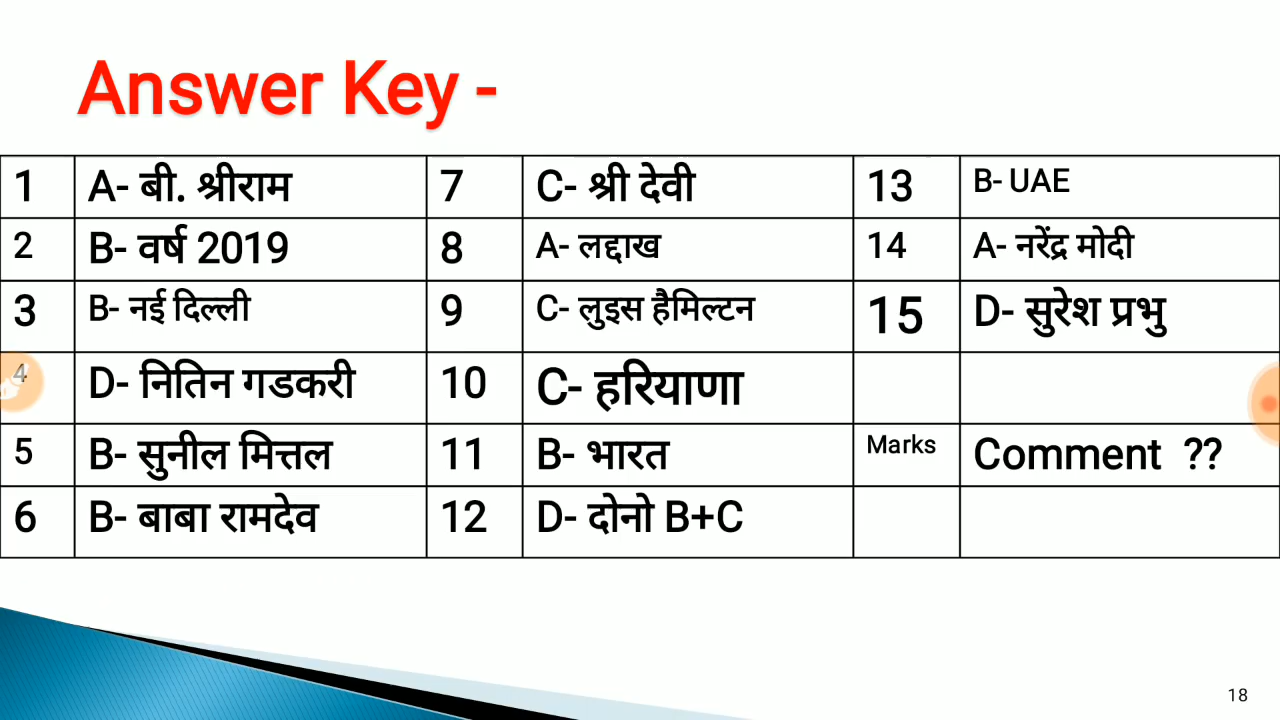 Answer Key -
1 A- बी. श्रीराम 7 C- श्री देवी 13 B- UAE
2 B- वर्ष 2019 8 A- लद्दाख 14 A- नरेंद्र मोदी
3 B- नई दिल्ली 9 C- लुइस हैमिल्टन 15 D- सुरेश प्रभु
4 D- नितिन गडकरी 10 C- हरियाणा
5 B- सुनील मित्तल 11 B- भारत Marks Comment ??
6 B- बाबा रामदेव 12 D- दोनो B+C
18